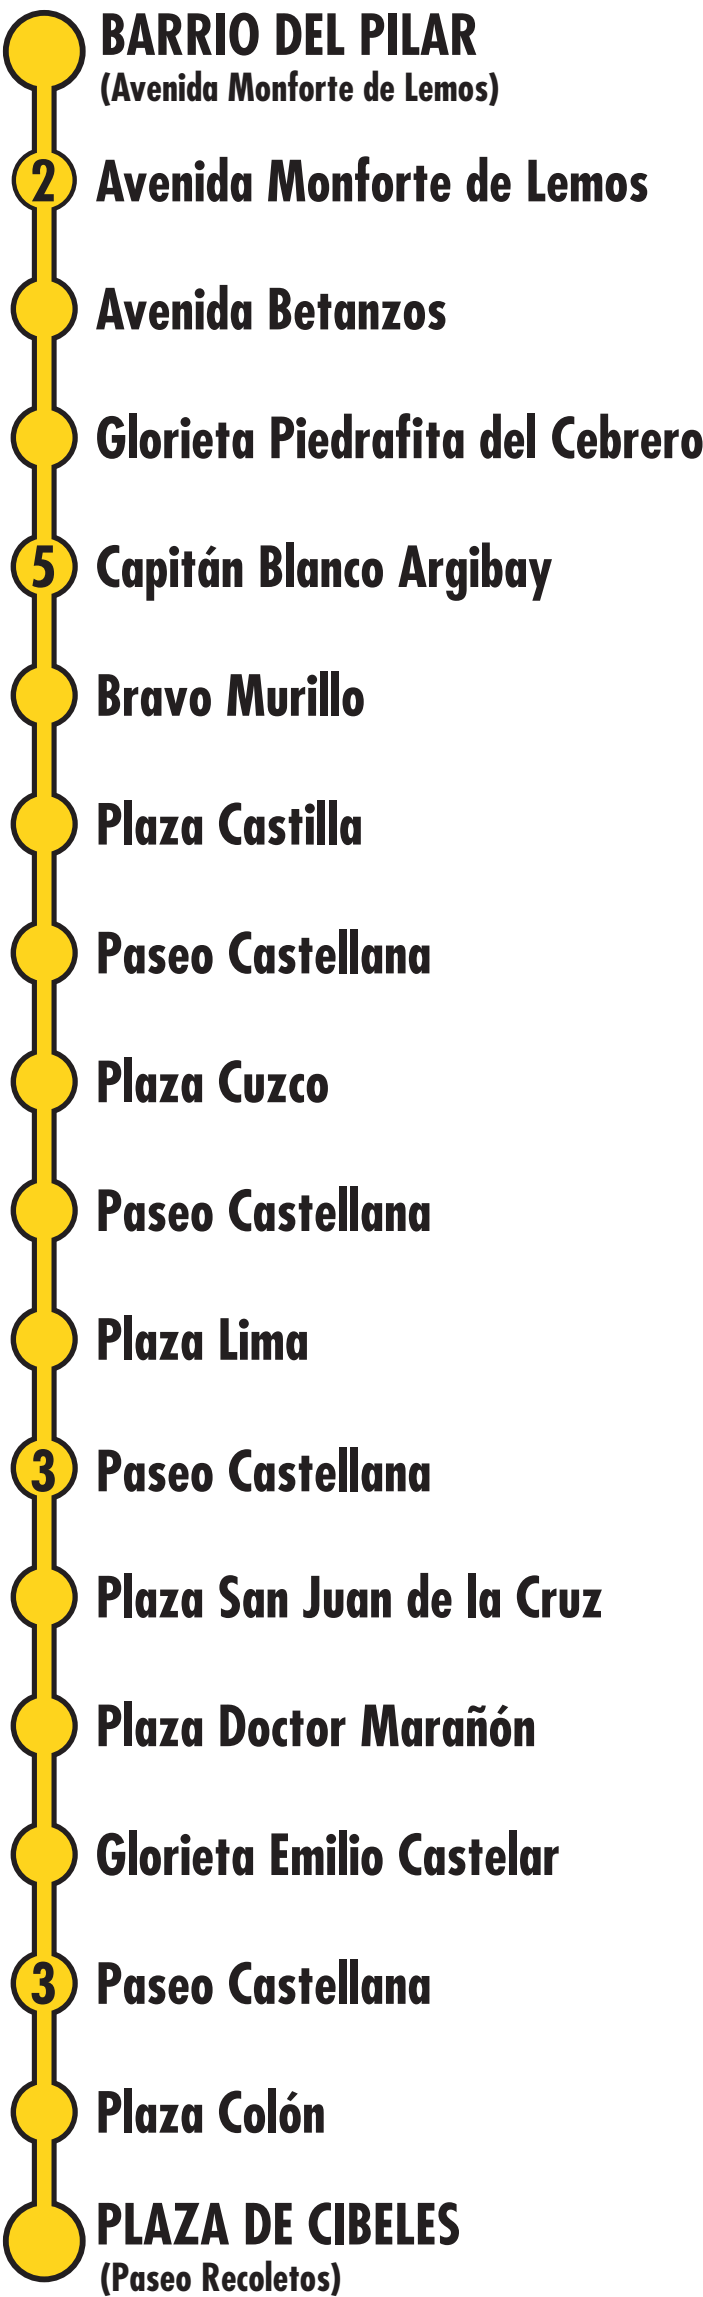 BARRIO DEL PILAR
(Avenida Monforte de Lemos)
2 Avenida Monforte de Lemos
Avenida Betanzos
Glorieta Piedrafita del Cebrero
5 Capitán Blanco Argibay
Bravo Murillo
Plaza Castilla
Paseo Castellana
Plaza Cuzco
Paseo Castellana
Plaza Lima
3 Paseo Castellana
Plaza San Juan de la Cruz
Plaza Doctor Marañón
Glorieta Emilio Castelar
3 Paseo Castellana
Plaza Colón
PLAZA DE CIBELES
(Paseo Recoletos)